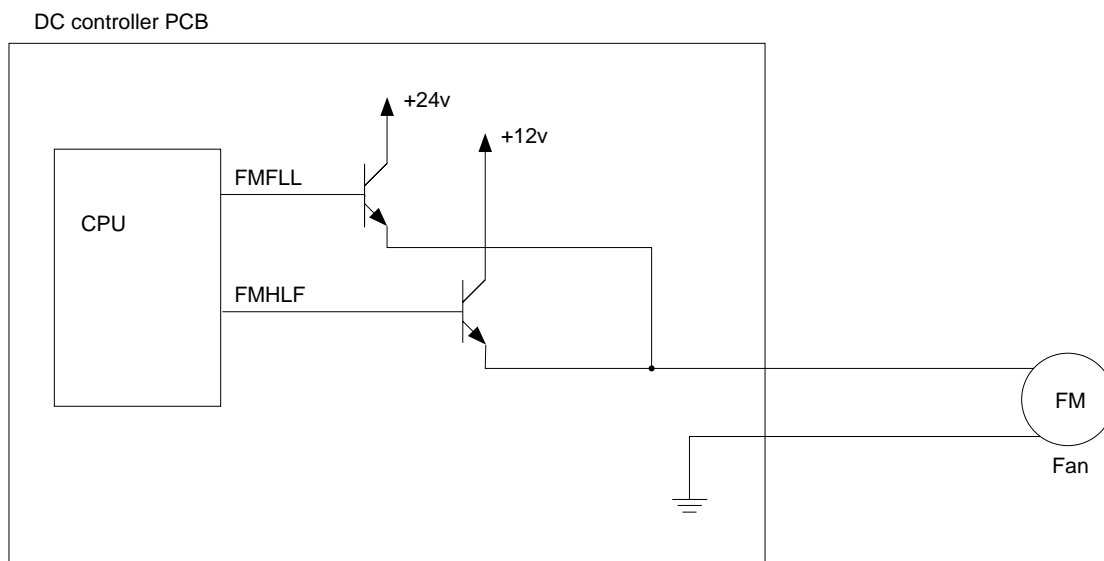 DC controller PCB
+24v
+12v
FMFLL
CPU
FMHLF
FM
Fan